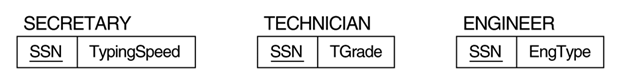 SECRETARY TECHNICIAN ENGINEER
SSN TypingSpeed SSN TGrade SSN EngType